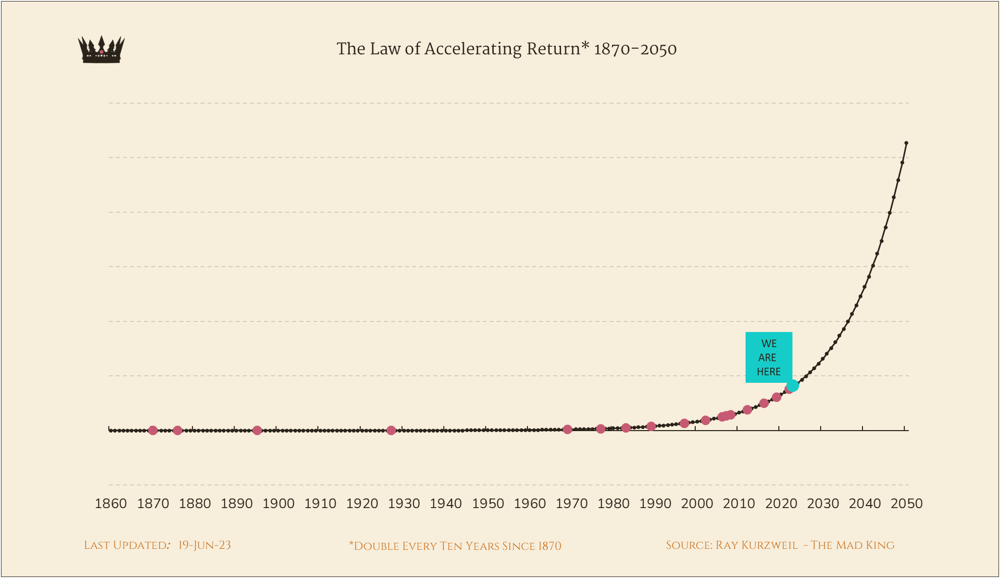 The Law of Accelerating Return* 1870-2050
WE
ARE
HERE
1860 1870 1880 1890 1900 1910 1920 1930 1940 1950 1960 1970 1980 1990 2000 2010 2020 2030 2040 2050
Last Updated: 19-Jun-23
*Double Every Ten Years Since 1870
Source: Ray Kurzweil - The Mad King